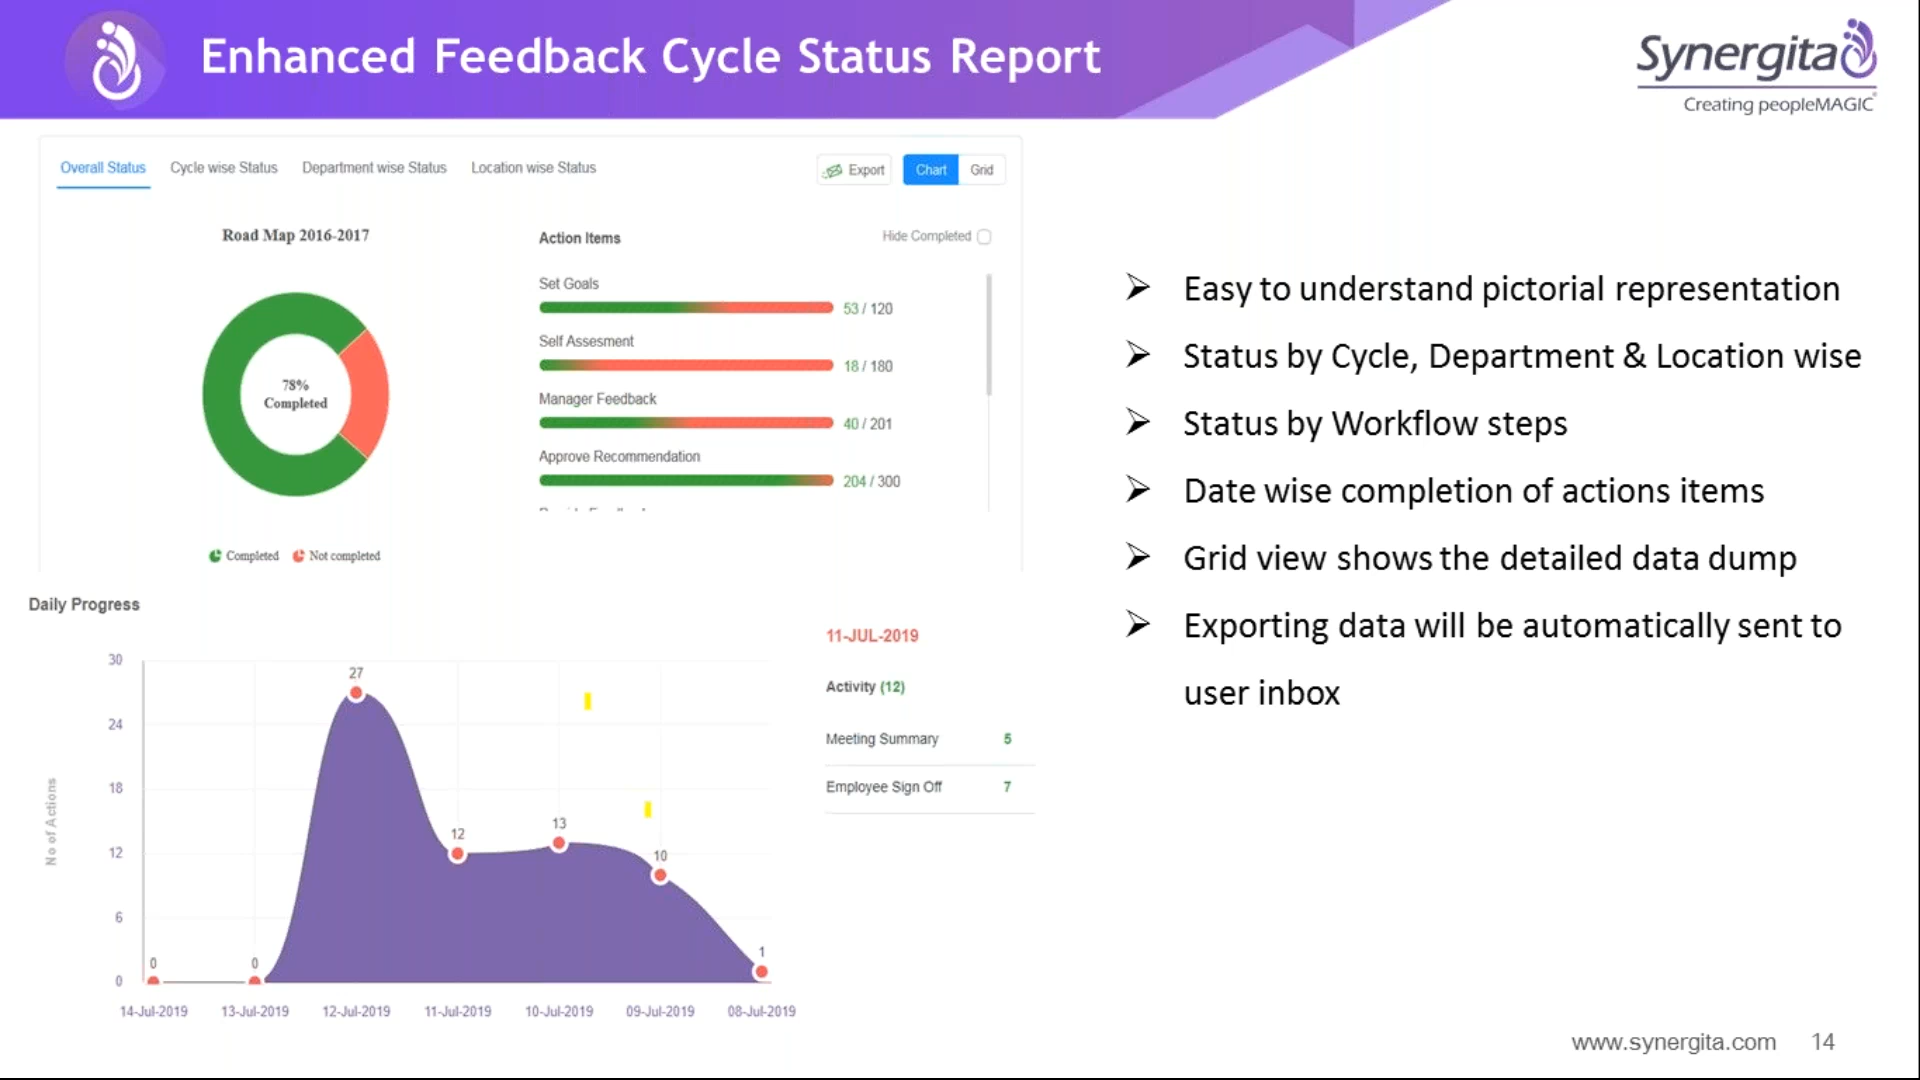 Enhanced Feedback Cycle Status Report
Synergita
Creating peopleMAGIC
Overall Status
Cycle wise Status
Department wise Status
Location wise Status
Export
Chart
Grid
Road Map 2016-2017
78%
Completed
Completed
Not completed
Action Items
Hide Completed
Set Goals
53 / 120
Self Assesment
18 / 180
Manager Feedback
40 / 201
Approve Recommendation
204 / 300
Daily Progress
No of Actions
30
24
18
12
6
0
0
0
27
12
13
10
1
14-Jul-2019
13-Jul-2019
12-Jul-2019
11-Jul-2019
10-Jul-2019
09-Jul-2019
08-Jul-2019
11-JUL-2019
Activity (12)
Meeting Summary 5
Employee Sign Off 7
Easy to understand pictorial representation
Status by Cycle, Department & Location wise
Status by Workflow steps
Date wise completion of actions items
Grid view shows the detailed data dump
Exporting data will be automatically sent to
user inbox
www.synergita.com 14